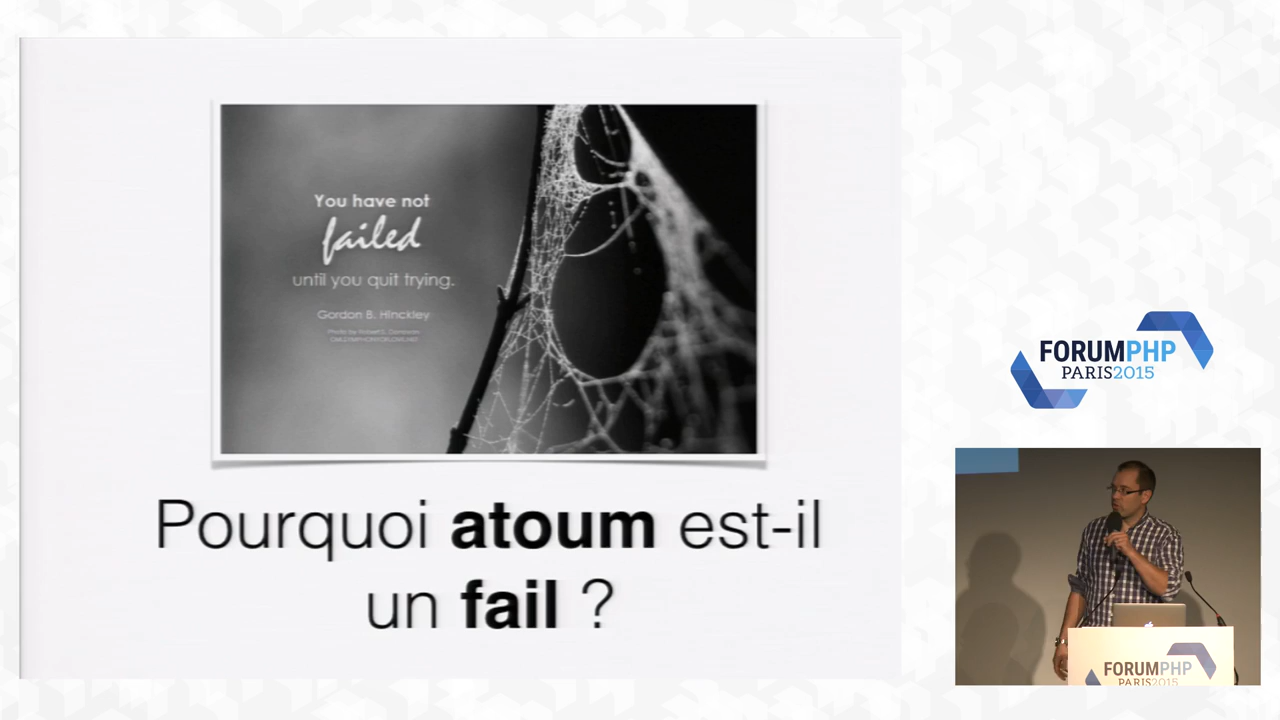 You have not
failed
until you quit trying.
Gordon B. Hinckley
Pourquoi atoum est-il
un fail ?
FORUMPHP
PARIS2015
FORUMPHP
PARIS2015